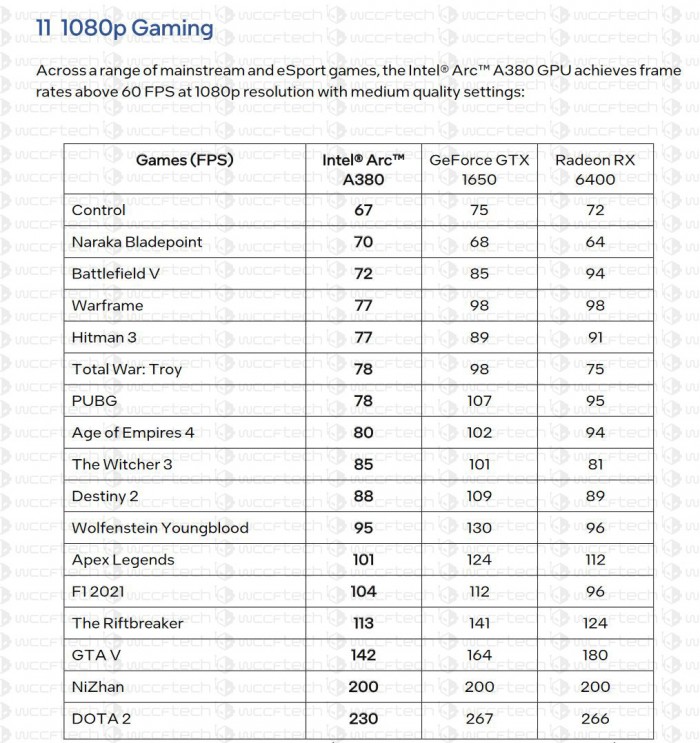 11 1080p Gaming
Across a range of mainstream and eSport games, the Intel® Arc™ A380 GPU achieves frame
rates above 60 FPS at 1080p resolution with medium quality settings:
Games (FPS) Intel® Arc™ A380 GeForce GTX 1650 Radeon RX 6400
Control 67 75 72
Naraka Bladepoint 70 68 64
Battlefield V 72 85 94
Warframe 77 98 98
Hitman 3 77 89 91
Total War: Troy 78 98 75
PUBG 78 107 95
Age of Empires 4 80 102 94
The Witcher 3 85 101 81
Destiny 2 88 109 89
Wolfenstein Youngblood 95 130 96
Apex Legends 101 124 112
F1 2021 104 112 96
The Riftbreaker 113 141 124
GTA V 142 164 180
NiZhan 200 200 200
DOTA 2 230 267 266
wccftech